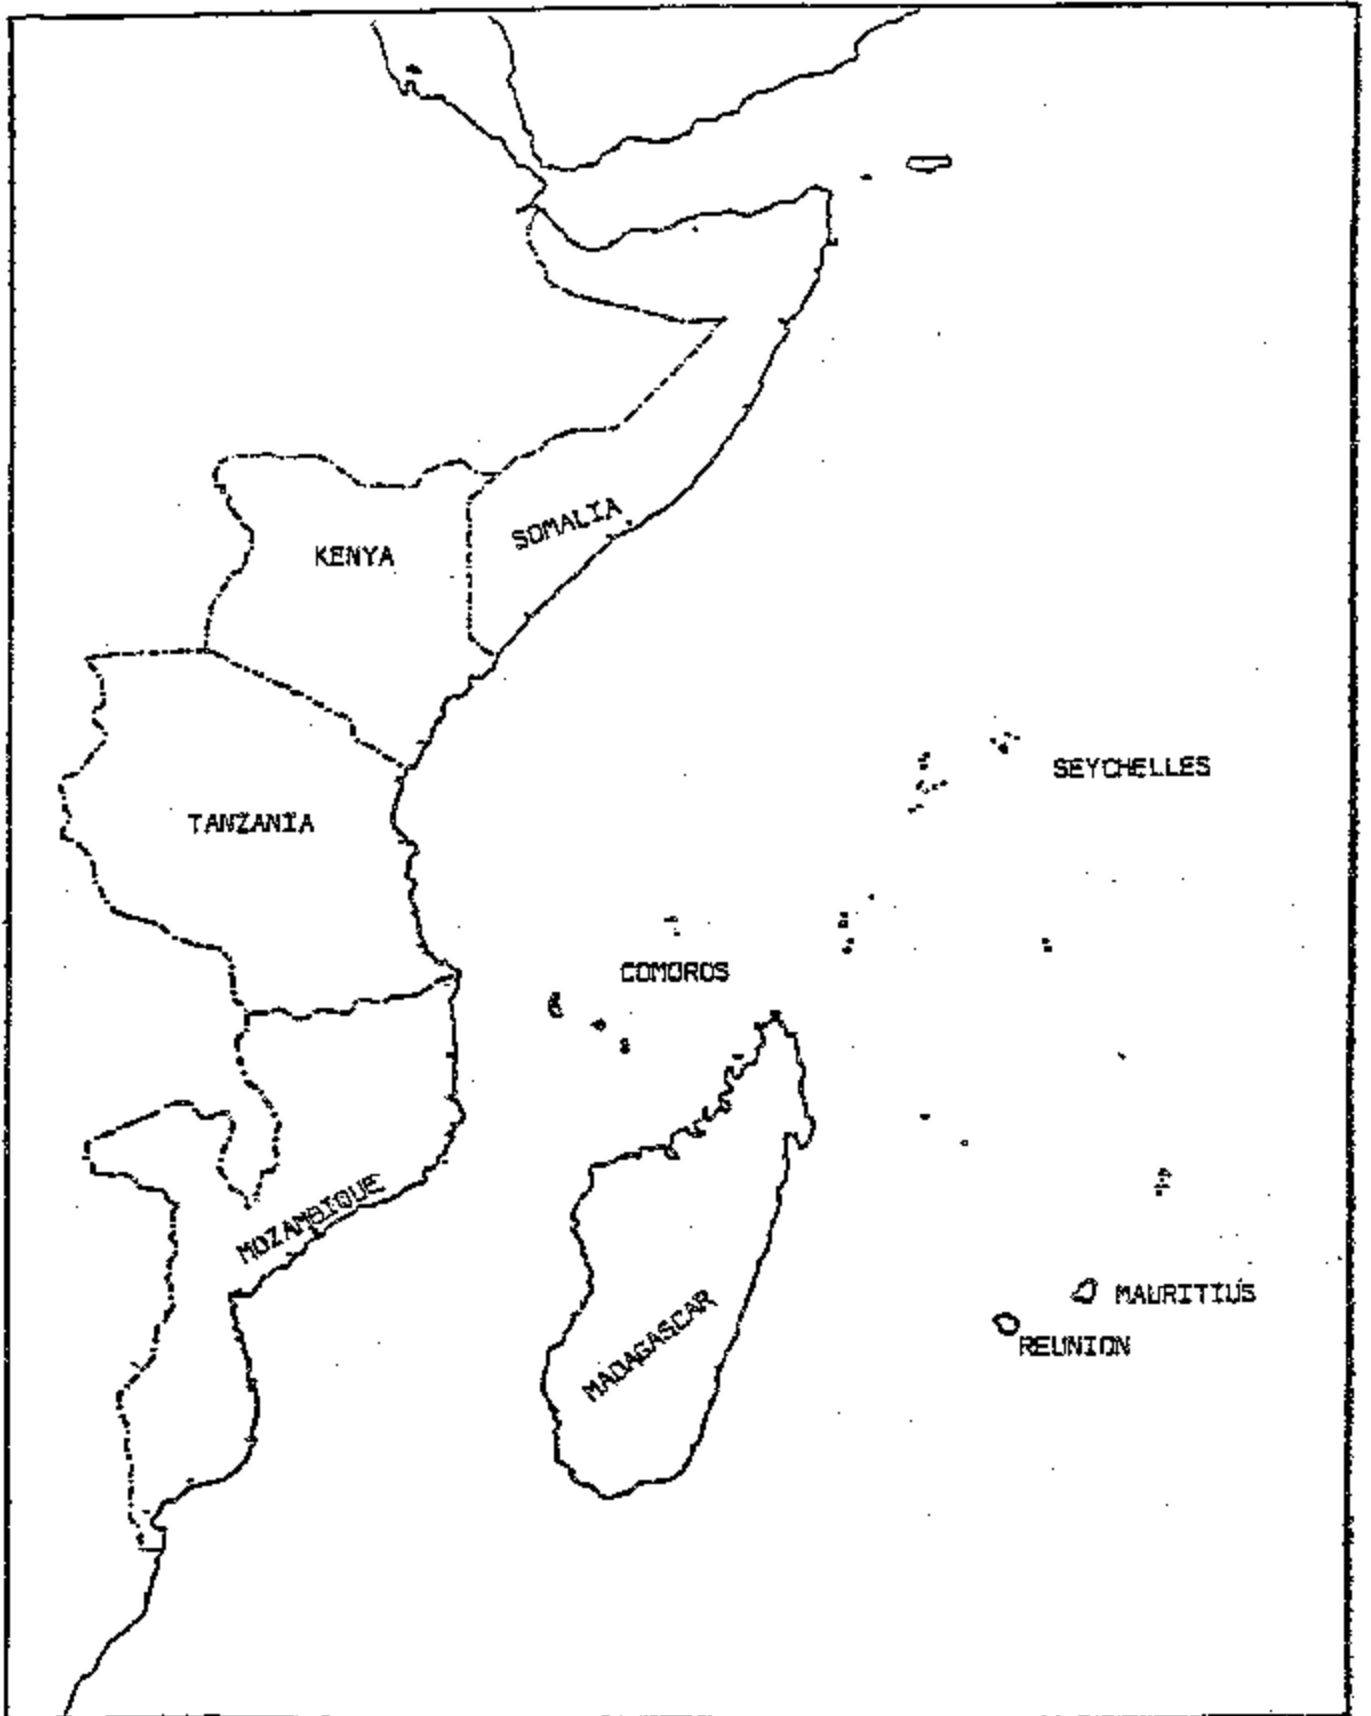 SOMALIA
KENYA
SEYCHELLES
TANZANIA
COMOROS
MOZAMBIQUE
MAURITIUS
MADAGASCAR
REUNION